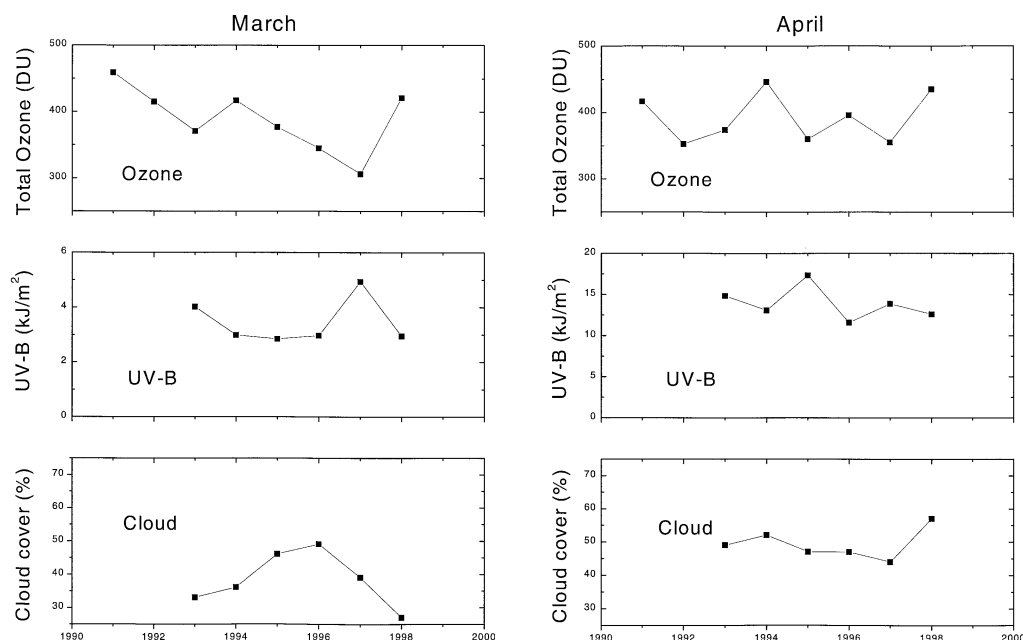 March
April
500
400
300
Total Ozone (DU)
Ozone
500
400
300
Total Ozone (DU)
Ozone
6
4
2
0
UV-B (kJ/m²)
UV-B
20
15
10
5
0
UV-B (kJ/m²)
UV-B
70
60
50
40
30
Cloud cover (%)
Cloud
1990 1992 1994 1996 1998 2000
70
60
50
40
30
Cloud cover (%)
Cloud
1990 1992 1994 1996 1998 2000